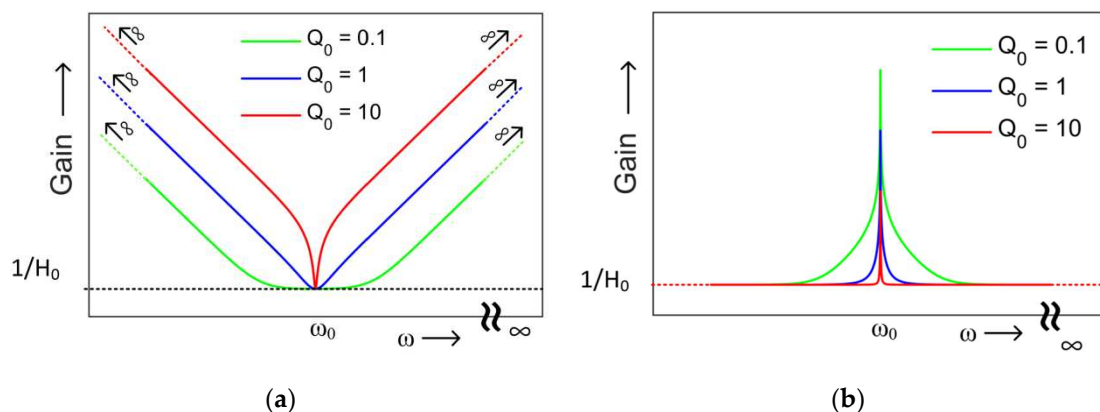 ∞ ∞
∞ ∞
∞ ∞
Q0 = 0.1
Q0 = 1
Q0 = 10
Gain
1/H0
ω0
ω
∞
(a)
Q0 = 0.1
Q0 = 1
Q0 = 10
Gain
1/H0
ω0
ω
∞
(b)